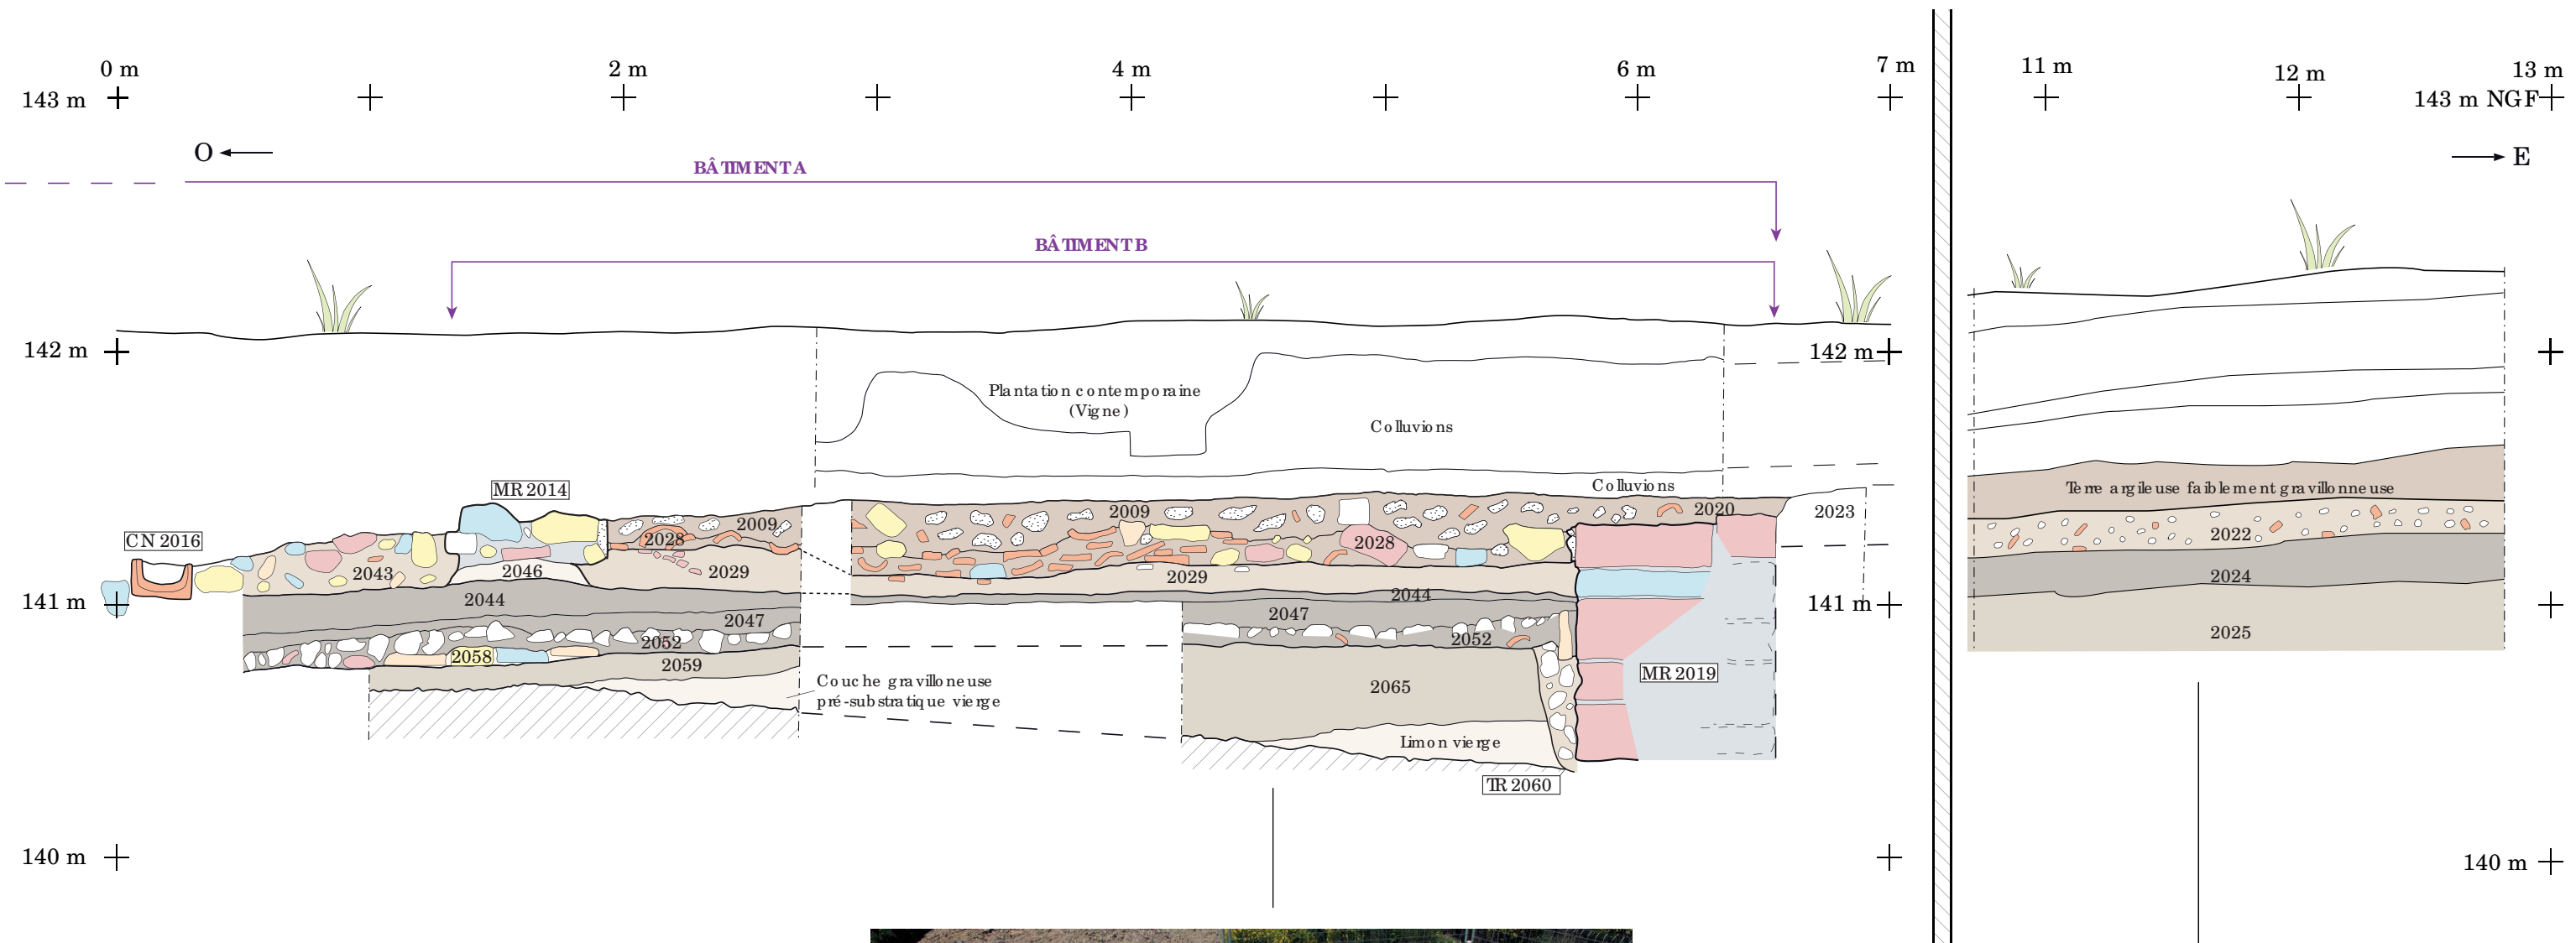 0 m
2 m
4 m
6 m
7 m
11 m
12 m
13 m
143 m
143 m NGF
O
E
BÂTIMENT A
BÂTIMENT B
142 m
142 m
Plantation contemporaine
(Vigne)
Colluvions
Colluvions
MR 2014
CN 2016
2009
2009
2020
2023
Terre argileuse faiblement gravillonneuse
2028
2028
2022
2043
2046
2029
2029
2024
2044
2044
141 m
141 m
2047
2047
2052
2052
2025
2058
2059
Couche gravilloneuse
pré-substratique vierge
2065
MR 2019
Limon vierge
TR 2060
140 m
140 m